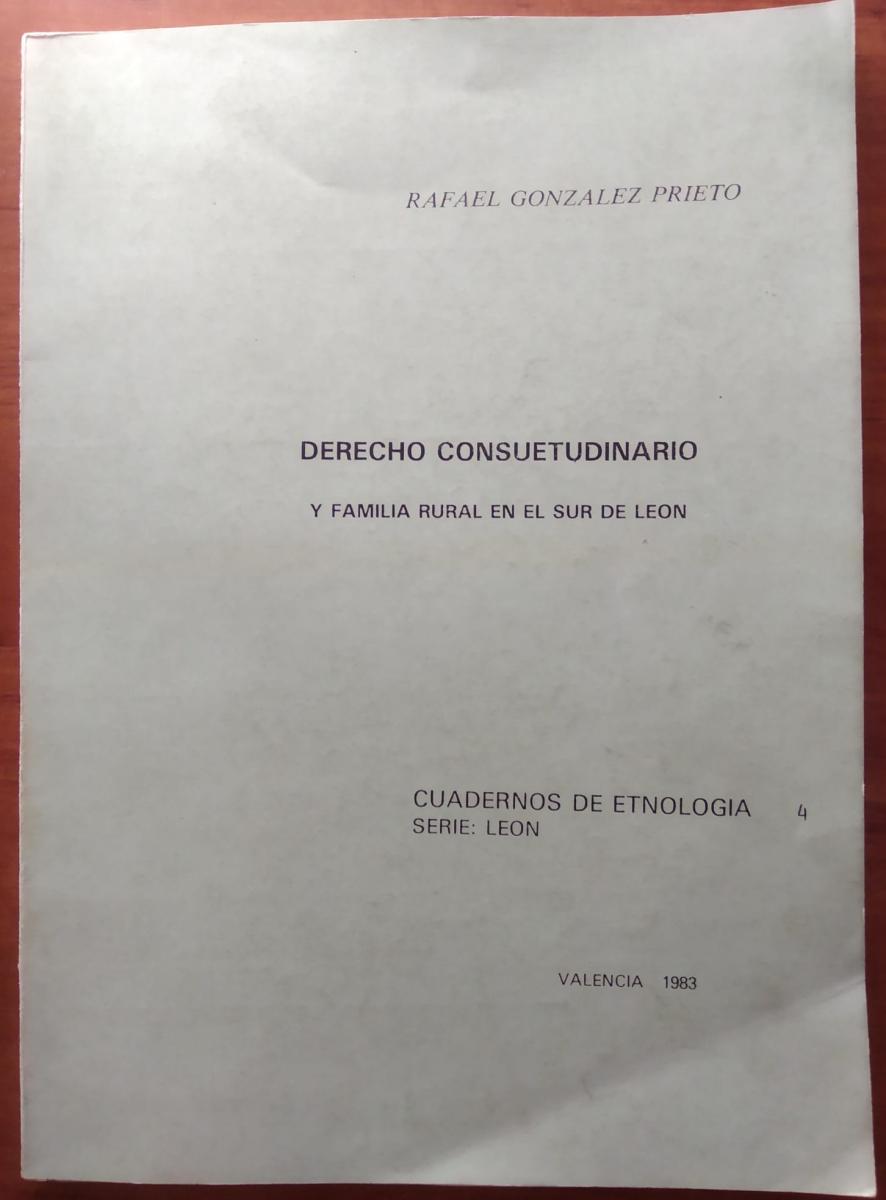 RAFAEL GONZALEZ PRIETO
DERECHO CONSUETUDINARIO
Y FAMILIA RURAL EN EL SUR DE LEON
CUADERNOS DE ETNOLOGIA 4
SERIE: LEON
VALENCIA 1983